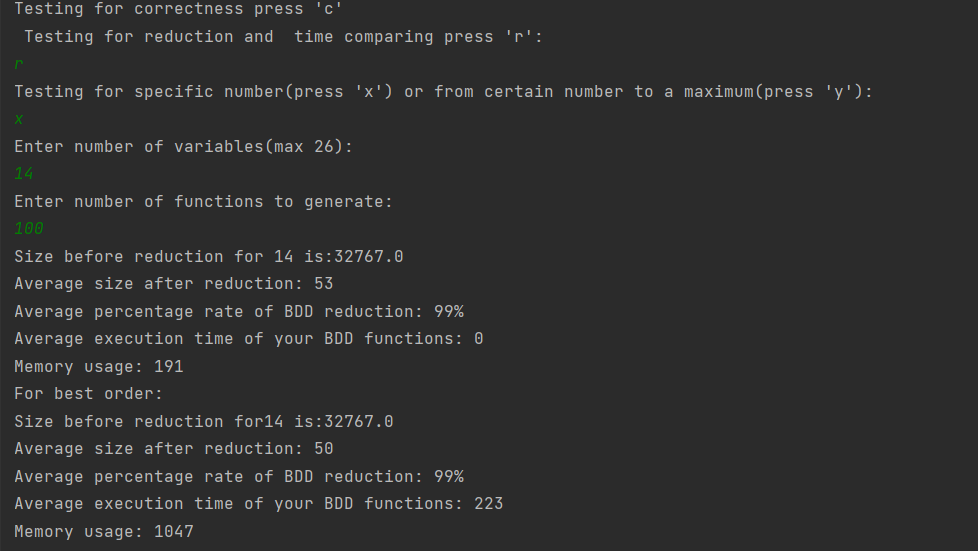 Testing for correctness press 'c'
 Testing for reduction and  time comparing press 'r':
r
Testing for specific number(press 'x') or from certain number to a maximum(press 'y'):
x
Enter number of variables(max 26):
14
Enter number of functions to generate:
100
Size before reduction for 14 is:32767.0
Average size after reduction: 53
Average percentage rate of BDD reduction: 99%
Average execution time of your BDD functions: 0
Memory usage: 191
For best order:
Size before reduction for14 is:32767.0
Average size after reduction: 50
Average percentage rate of BDD reduction: 99%
Average execution time of your BDD functions: 223
Memory usage: 1047